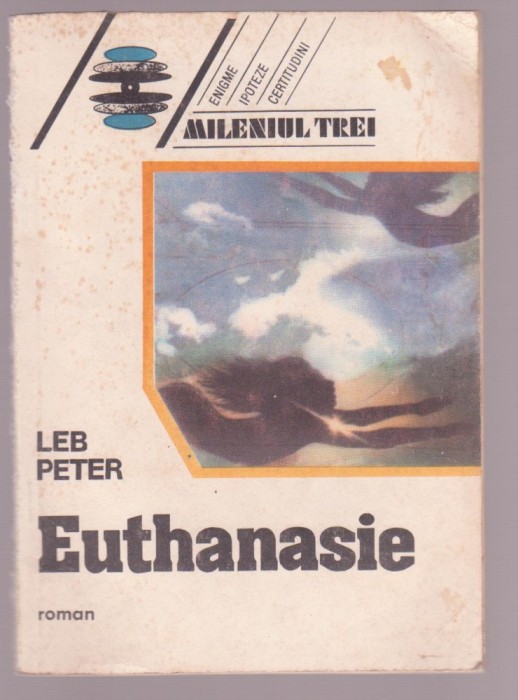 ENIGME
IPOTEZE
CERTITUDINI
MILENIUL TREI
LEB
PETER
Euthanasie
roman